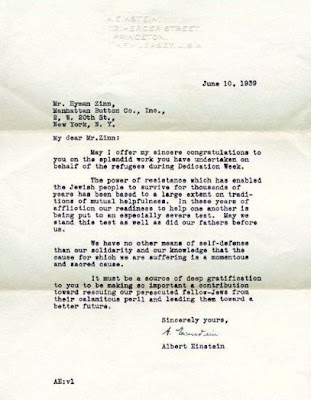 A. EINSTEIN
112 MERCER STREET
PRINCETON
NEW JERSEY, U.S.A.
June 10, 1939
Mr. Hyman Zinn,
Manhattan Button Co., Inc.,
2, W. 20th St.,
New York, N. Y.
My dear Mr.Zinn:
May I offer my sincere congratulations to
you on the splendid work you have undertaken on
behalf of the refugees during Dedication Week.
The power of resistance which has enabled
the Jewish people to survive for thousands of
years has been based to a large extent on tradi-
tions of mutual helpfulness. In these years of
affliction our readiness to help one another is
being put to an especially severe test. May we
stand this test as well as did our fathers before
us.
We have no other means of self-defense
than our solidarity and our knowledge that the
cause for which we are suffering is a momentous
and sacred cause.
It must be a source of deep gratification
to you to be making so important a contribution
toward rescuing our persecuted fellow-Jews from
their calamitous peril and leading them toward a
better future.
Sincerely yours,
A. Einstein
Albert Einstein
AE:vl